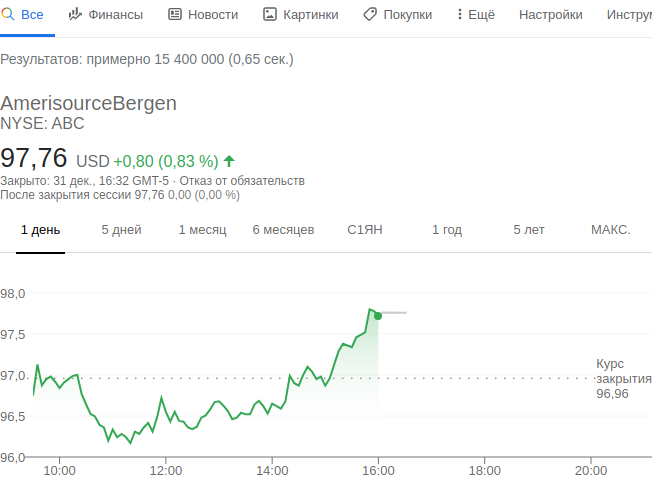 Все Финансы Новости Картинки Покупки Ещё Настройки
Результатов: примерно 15 400 000 (0,65 сек.)
AmerisourceBergen
NYSE: ABC
97,76 USD +0,80 (0,83 %)
Закрыто: 31 дек., 16:32 GMT-5 · Отказ от обязательств
После закрытия сессии 97,76 0,00 (0,00 %)
1 день 5 дней 1 месяц 6 месяцев С1ЯН 1 год 5 лет МАКС.
98,0
97,5
97,0
96,5
96,0
Курс
закрытия
96,96
10:00 12:00 14:00 16:00 18:00 20:00